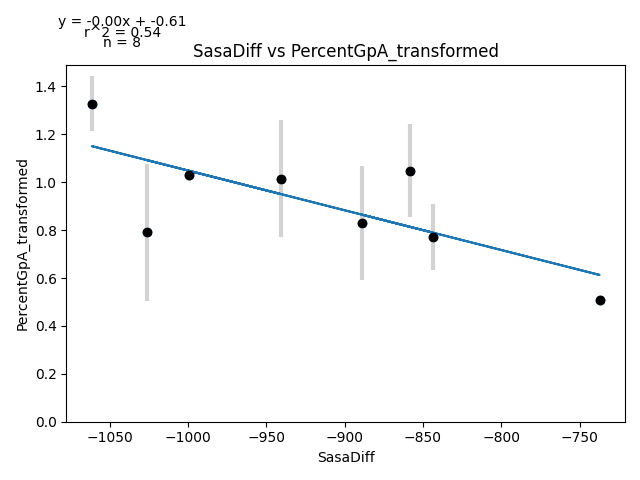 y = -0.00x + -0.61
r^2 = 0.54
n = 8
SasaDiff vs PercentGpA_transformed
PercentGpA_transformed
1.4
1.2
1.0
0.8
0.6
0.4
0.2
0.0
−1050 −1000 −950 −900 −850 −800 −750
SasaDiff